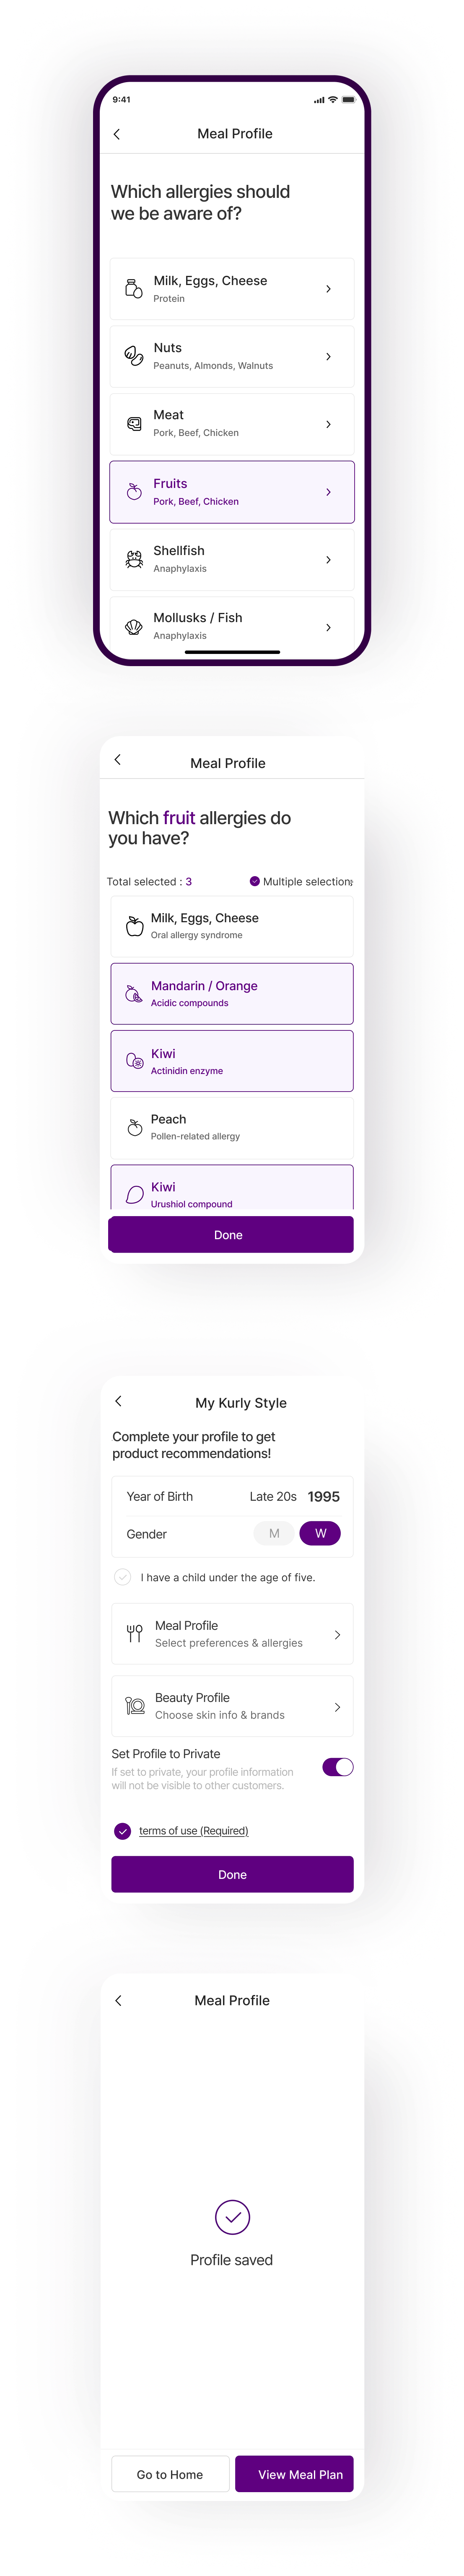 9:41
Meal Profile
Which allergies should
we be aware of?
Milk, Eggs, Cheese
Protein
Nuts
Peanuts, Almonds, Walnuts
Meat
Pork, Beef, Chicken
Fruits
Pork, Beef, Chicken
Shellfish
Anaphylaxis
Mollusks / Fish
Anaphylaxis
Meal Profile
Which fruit allergies do
you have?
Total selected : 3
Multiple selection
Milk, Eggs, Cheese
Oral allergy syndrome
Mandarin / Orange
Acidic compounds
Kiwi
Actinidin enzyme
Peach
Pollen-related allergy
Kiwi
Urushiol compound
Done
My Kurly Style
Complete your profile to get
product recommendations!
Year of Birth Late 20s 1995
Gender M W
I have a child under the age of five.
Meal Profile
Select preferences & allergies
Beauty Profile
Choose skin info & brands
Set Profile to Private
If set to private, your profile information
will not be visible to other customers.
terms of use (Required)
Done
Meal Profile
Profile saved
Go to Home View Meal Plan